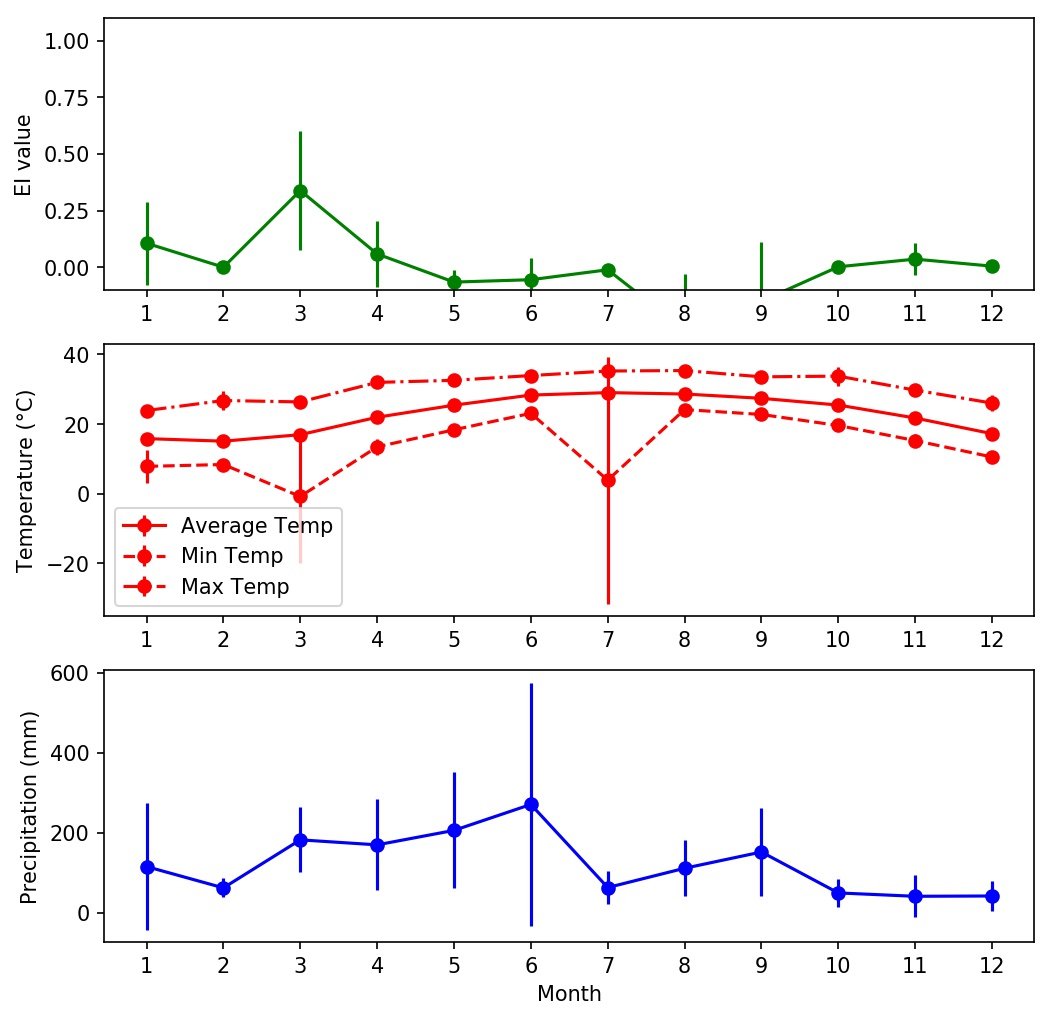 1.00
0.75
0.50
0.25
0.00
EI value
1 2 3 4 5 6 7 8 9 10 11 12
40
20
0
−20
Temperature (°C)
Average Temp
Min Temp
Max Temp
1 2 3 4 5 6 7 8 9 10 11 12
600
400
200
0
Precipitation (mm)
1 2 3 4 5 6 7 8 9 10 11 12
Month